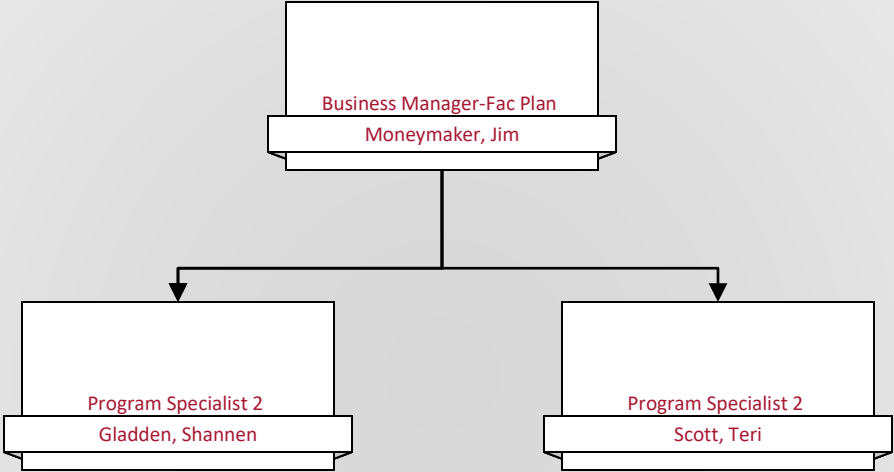 Business Manager-Fac Plan
Moneymaker, Jim
Program Specialist 2
Gladden, Shannen
Program Specialist 2
Scott, Teri